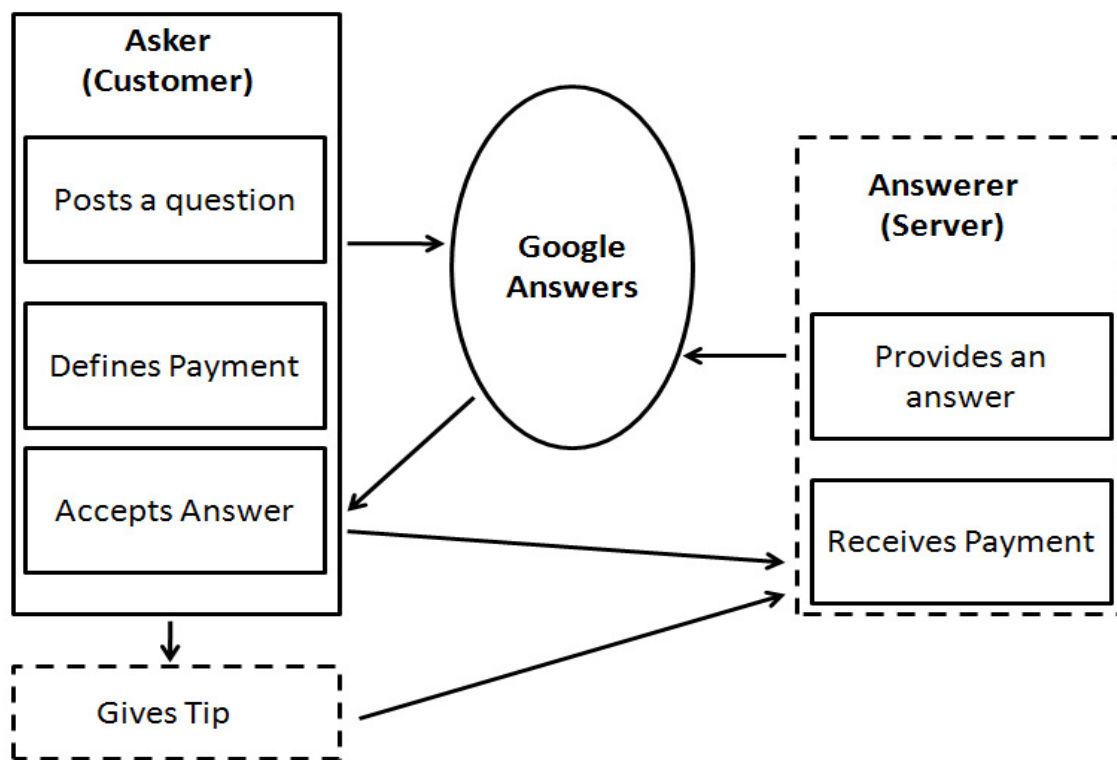 Asker
(Customer)
Posts a question
Defines Payment
Accepts Answer
Gives Tip
Google
Answers
Answerer
(Server)
Provides an
answer
Receives Payment